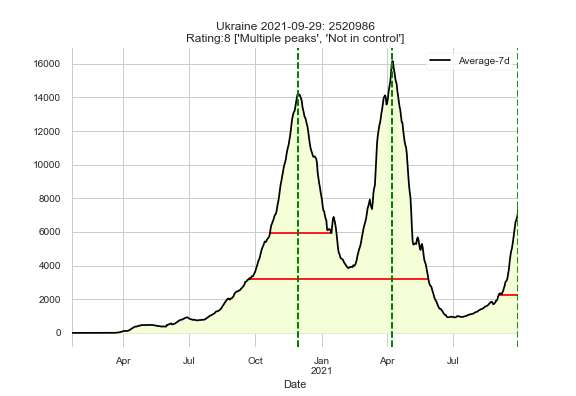 Ukraine 2021-09-29: 2520986
Rating:8 ['Multiple peaks', 'Not in control']
Average-7d
16000
14000
12000
10000
8000
6000
4000
2000
0
Apr Jul Oct Jan Apr Jul
2021
Date